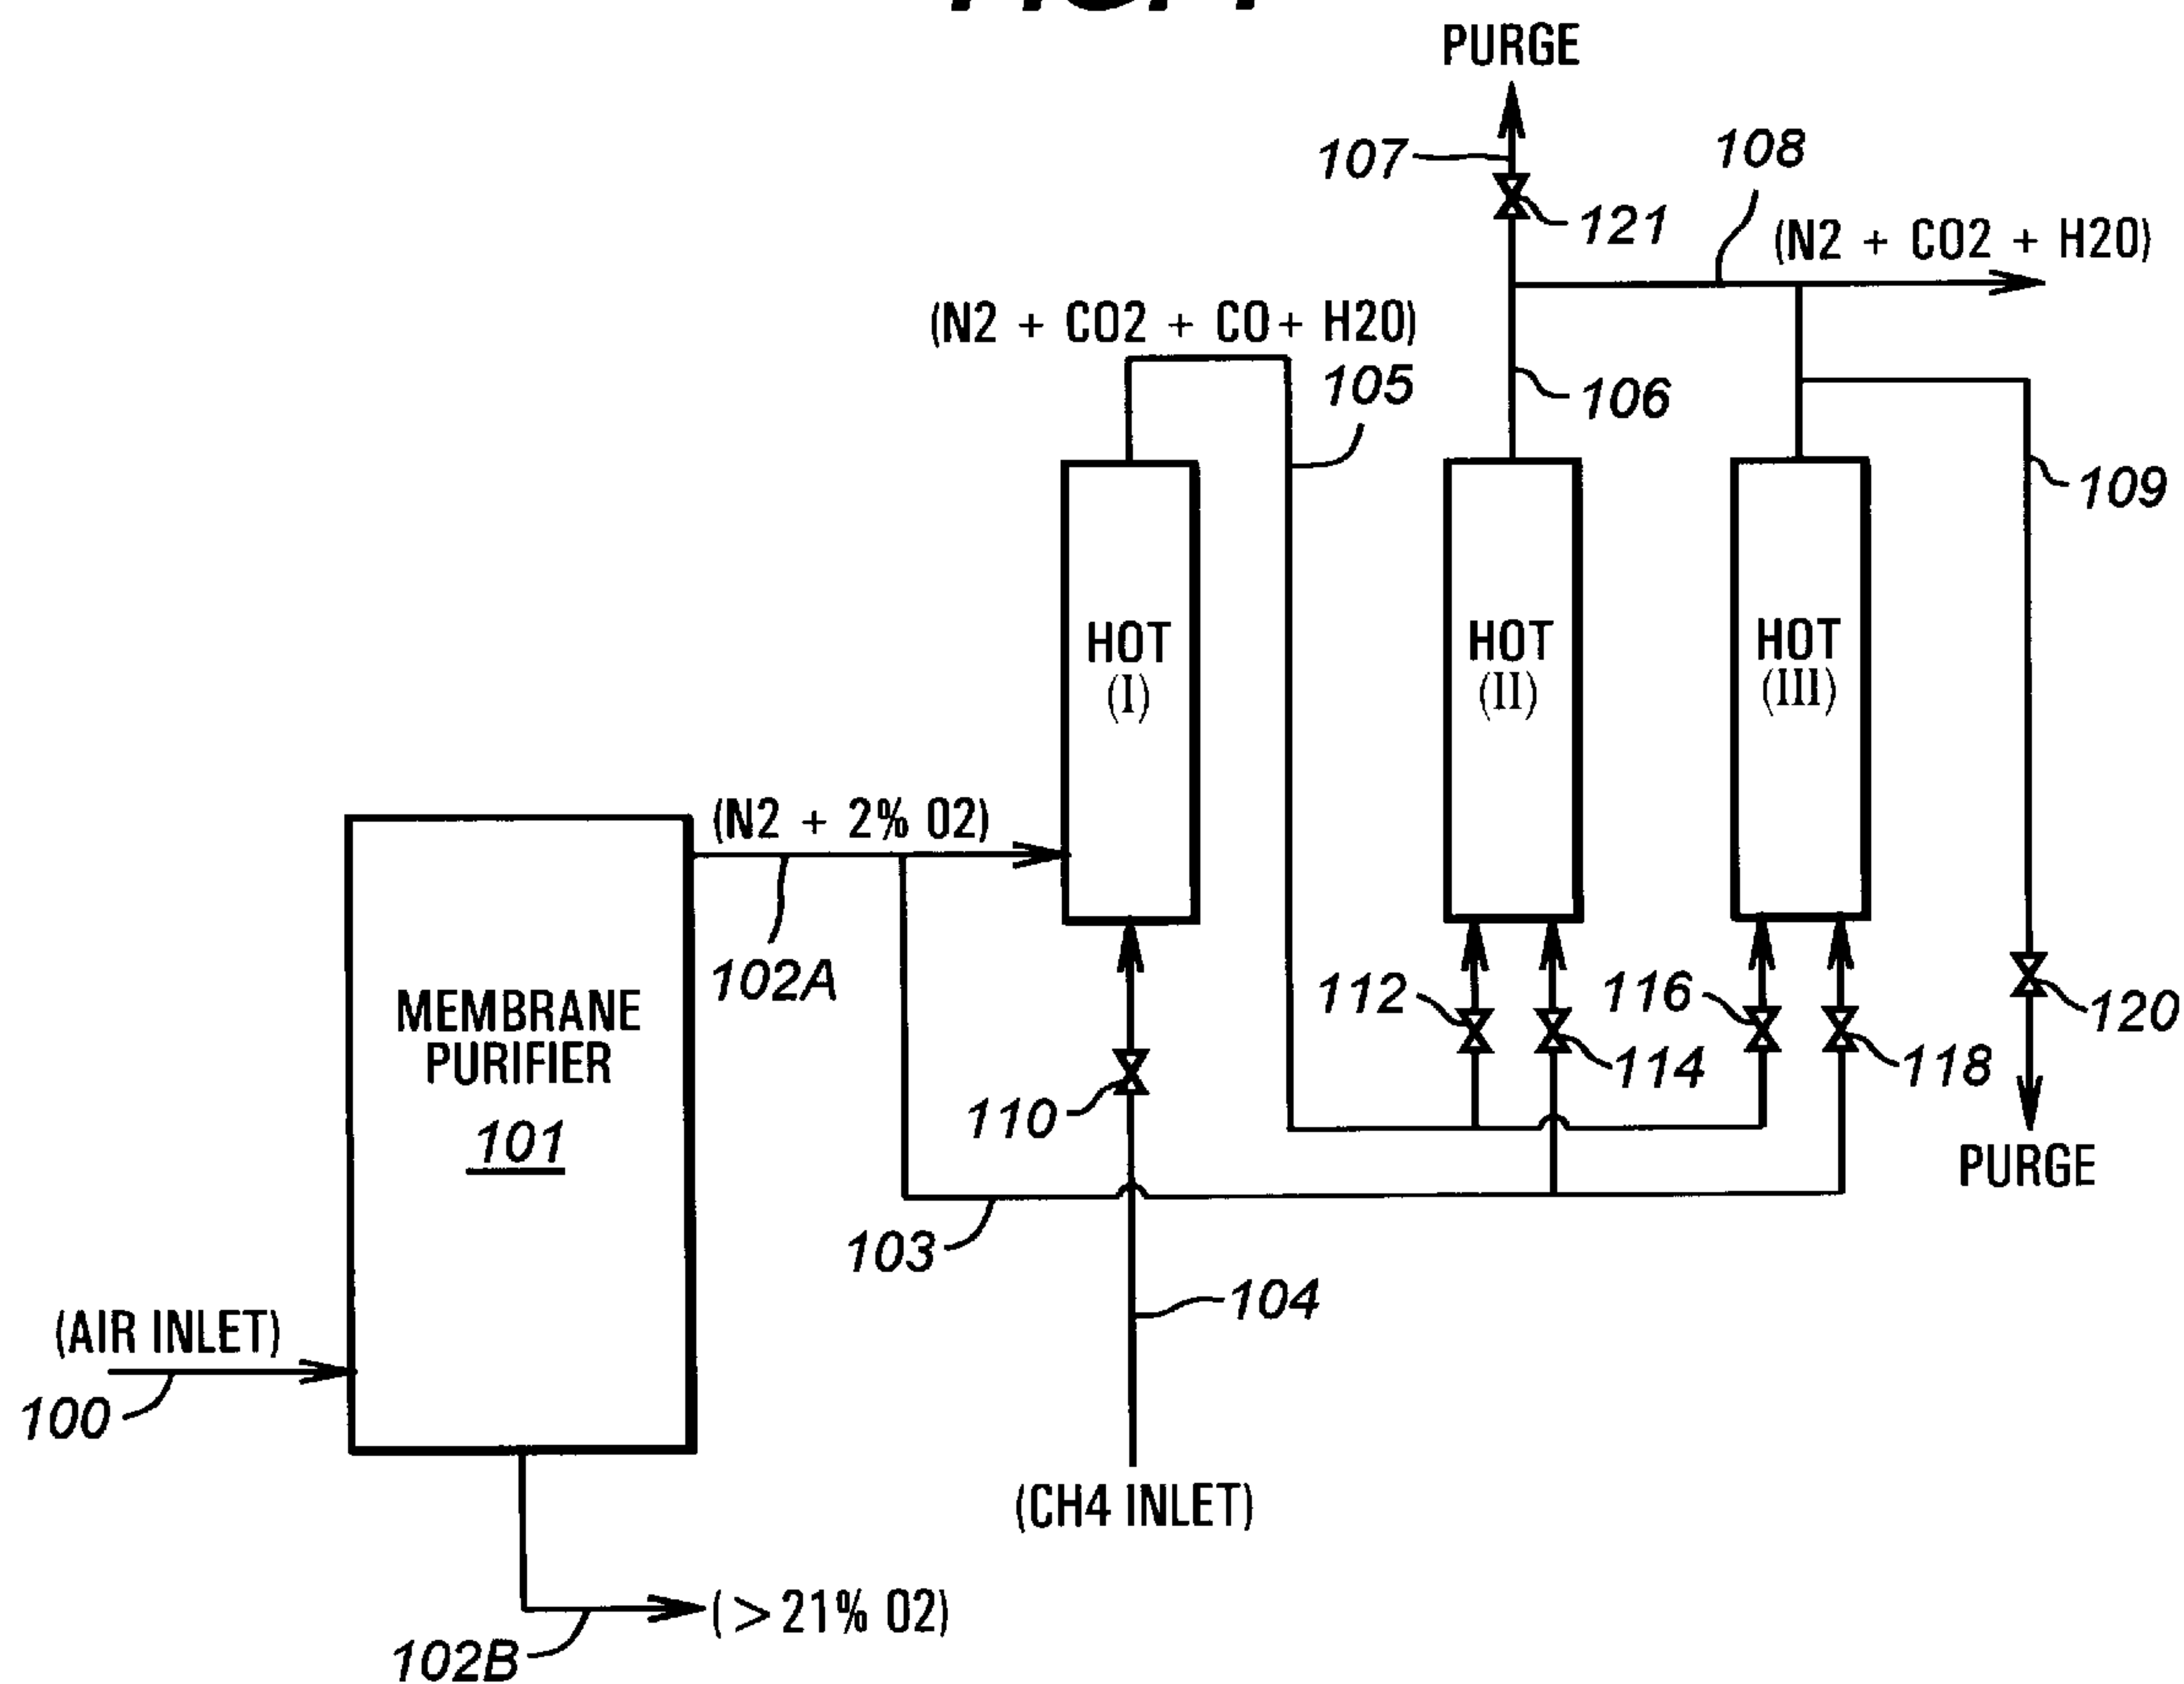 PURGE
107
108
121
(N2 + CO2 + H2O)
(N2 + CO2 + CO+ H2O)
105
106
109
HOT
(I)
HOT
(II)
HOT
(III)
(N2 + 2% O2)
102A
112
116
114
118
120
MEMBRANE
PURIFIER
101
110
PURGE
103
104
(AIR INLET)
100
(CH4 INLET)
(>21% O2)
102B